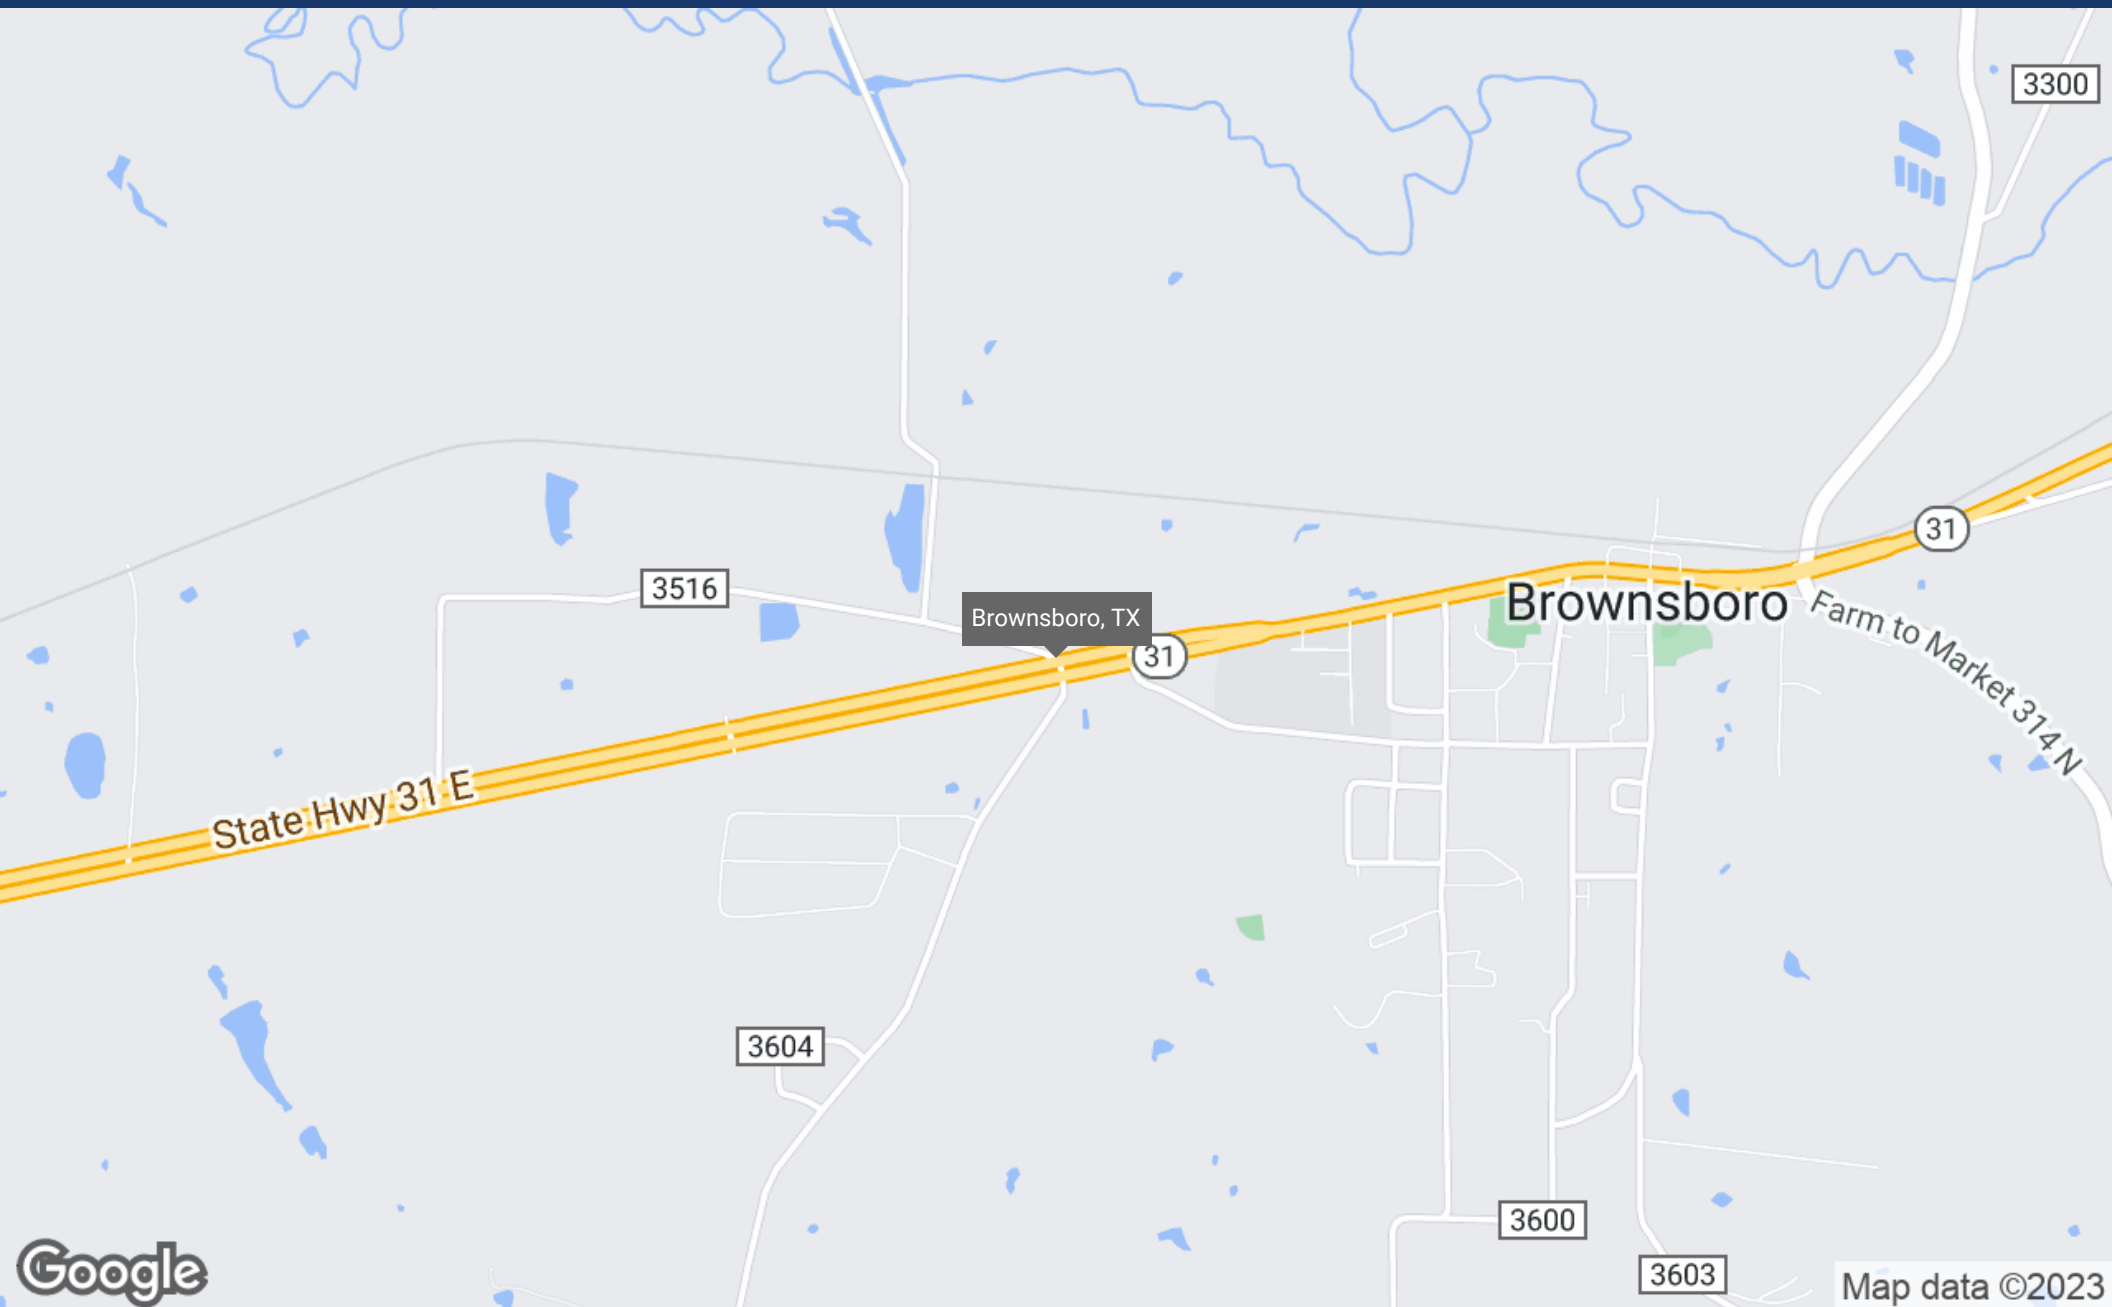 3300
31
3516
Brownsboro
Brownsboro, TX
Farm to Market 314 N
31
State Hwy 31 E
3604
3600
3603
Google
Map data ©2023